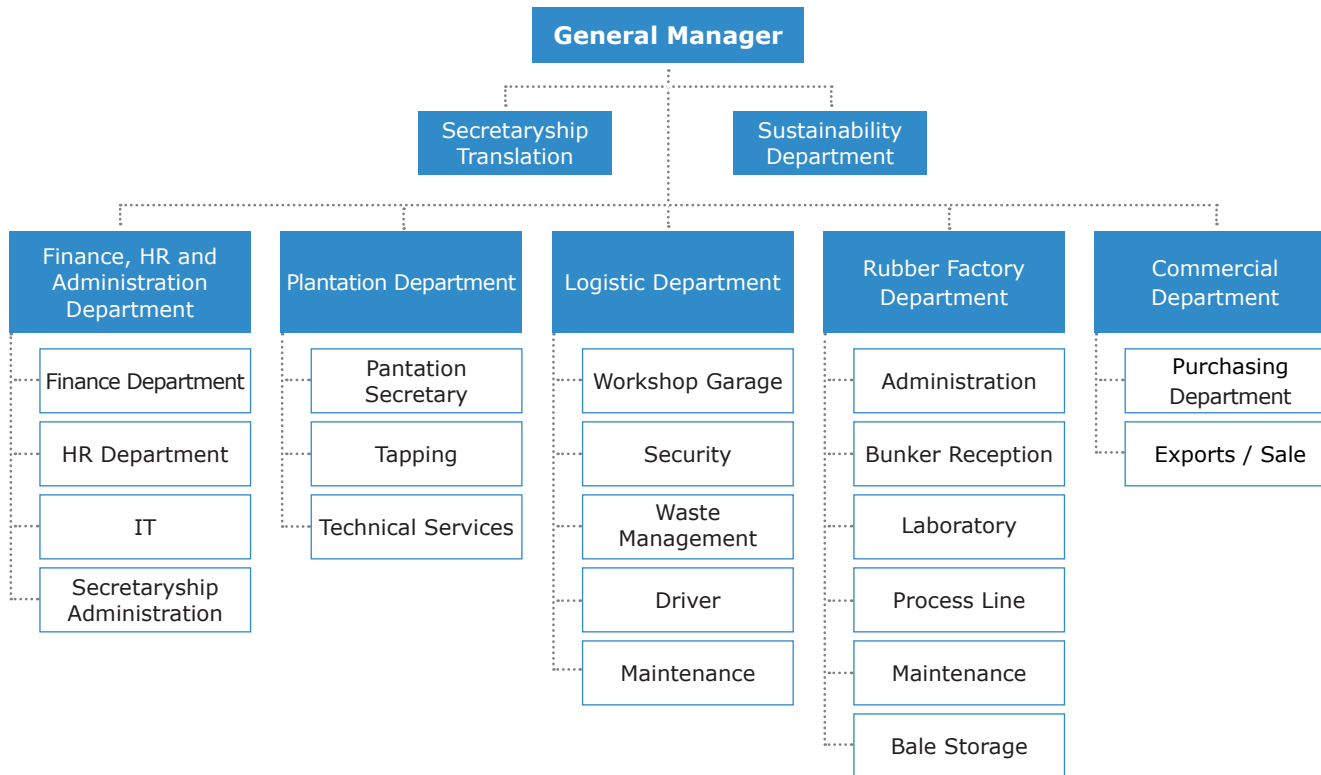 General Manager
Secretaryship
Translation
Sustainability
Department
Finance, HR and
Administration
Department
Finance Department
HR Department
IT
Secretaryship
Administration
Plantation Department
Pantation
Secretary
Tapping
Technical Services
Logistic Department
Workshop Garage
Security
Waste
Management
Driver
Maintenance
Rubber Factory
Department
Administration
Bunker Reception
Laboratory
Process Line
Maintenance
Bale Storage
Commercial
Department
Purchasing
Department
Exports / Sale